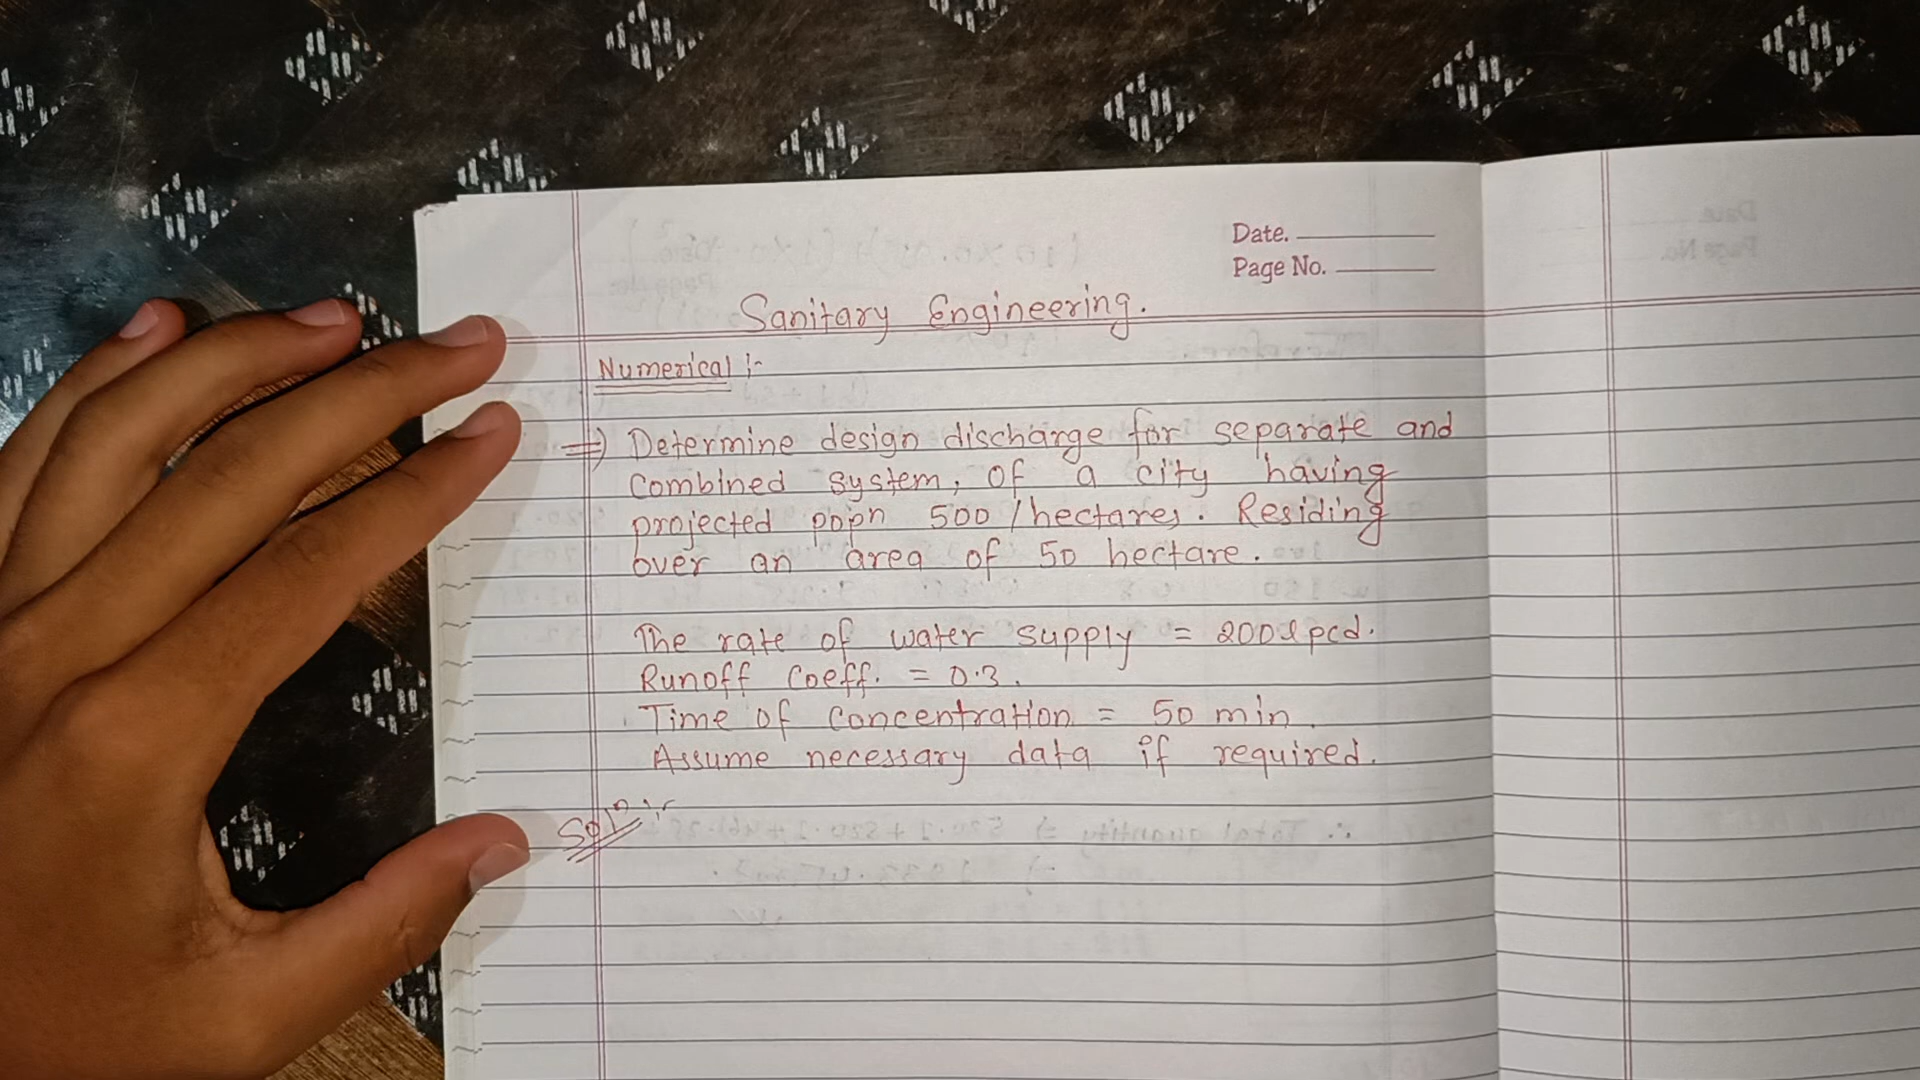 Date.
Page No.
Sanitary Engineering.
Numerical :-
=) Determine design discharge for separate and
combined system, of a city having
projected popn 500 / hectares. Residing
over an area of 50 hectare.
The rate of water supply = 200 lpcd.
Runoff Coeff. = 0.3.
Time of concentration = 50 min.
Assume necessary data if required.
Soln:-